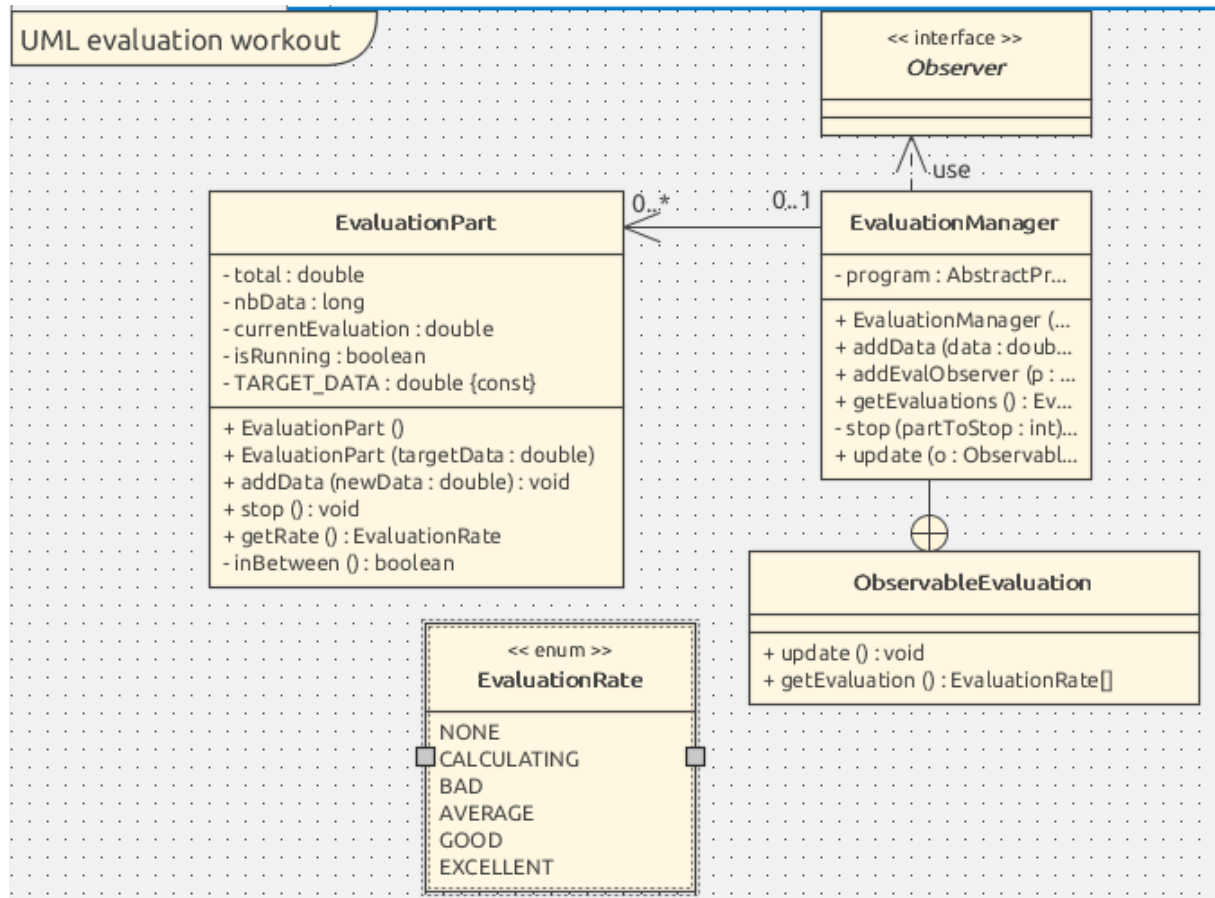 UML evaluation workout
<< interface >>
Observer
use
0..*
0..1
EvaluationPart
- total : double
- nbData : long
- currentEvaluation : double
- isRunning : boolean
- TARGET_DATA : double {const}
+ EvaluationPart ()
+ EvaluationPart (targetData : double)
+ addData (newData : double) : void
+ stop () : void
+ getRate () : EvaluationRate
- inBetween () : boolean
EvaluationManager
- program : AbstractPr...
+ EvaluationManager (...
+ addData (data : doub...
+ addEvalObserver (p : ...
+ getEvaluations () : Ev...
- stop (partToStop : int)...
+ update (o : Observabl...
ObservableEvaluation
+ update () : void
+ getEvaluation () : EvaluationRate[]
<< enum >>
EvaluationRate
NONE
CALCULATING
BAD
AVERAGE
GOOD
EXCELLENT